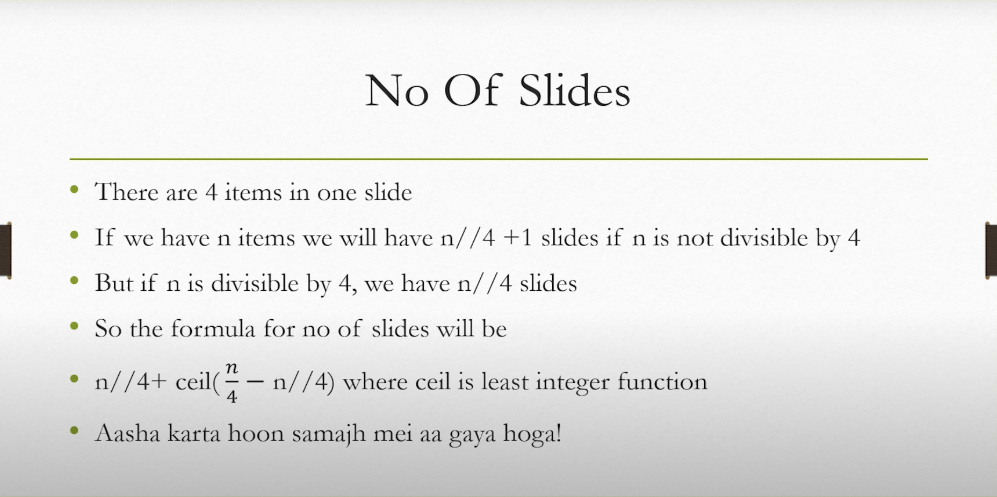 No Of Slides
There are 4 items in one slide
If we have n items we will have n//4 +1 slides if n is not divisible by 4
But if n is divisible by 4, we have n//4 slides
So the formula for no of slides will be
n//4+ ceil(n/4 − n//4) where ceil is least integer function
Aasha karta hoon samajh mei aa gaya hoga!